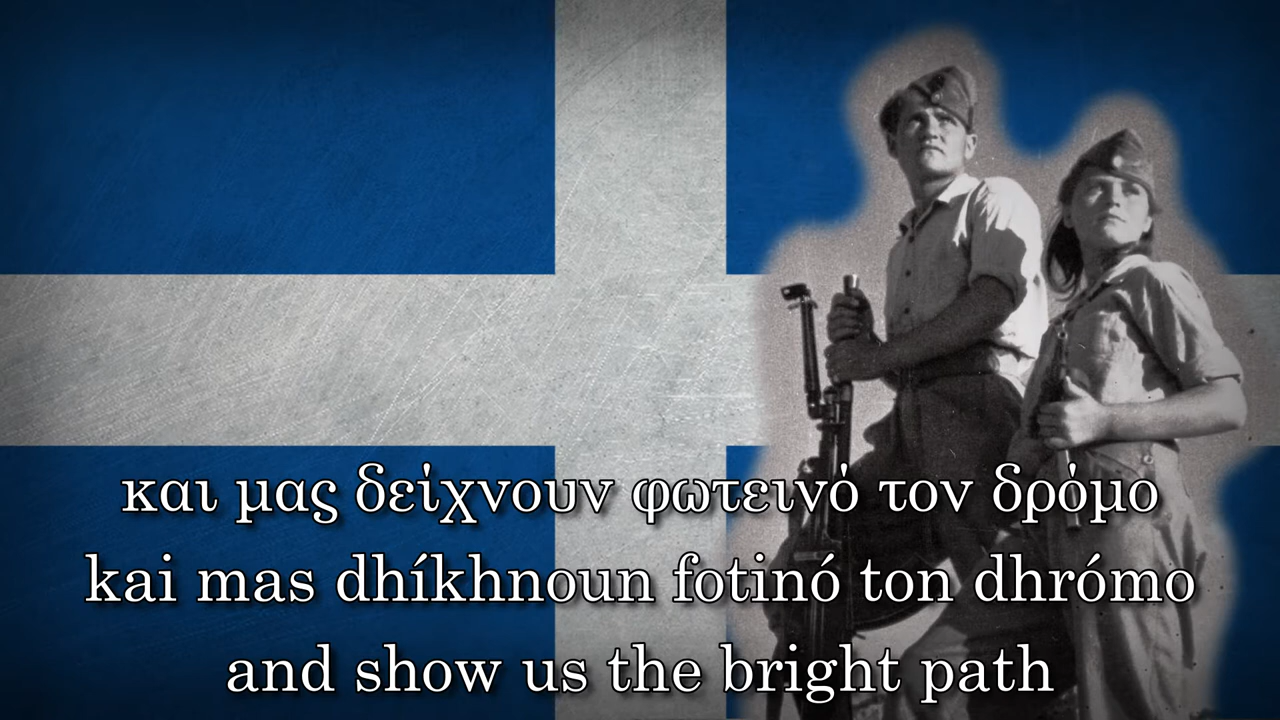 και μας δείχνουν φωτεινό τον δρόμο
kai mas dhíkhnoun fotinó ton dhrómo
and show us the bright path